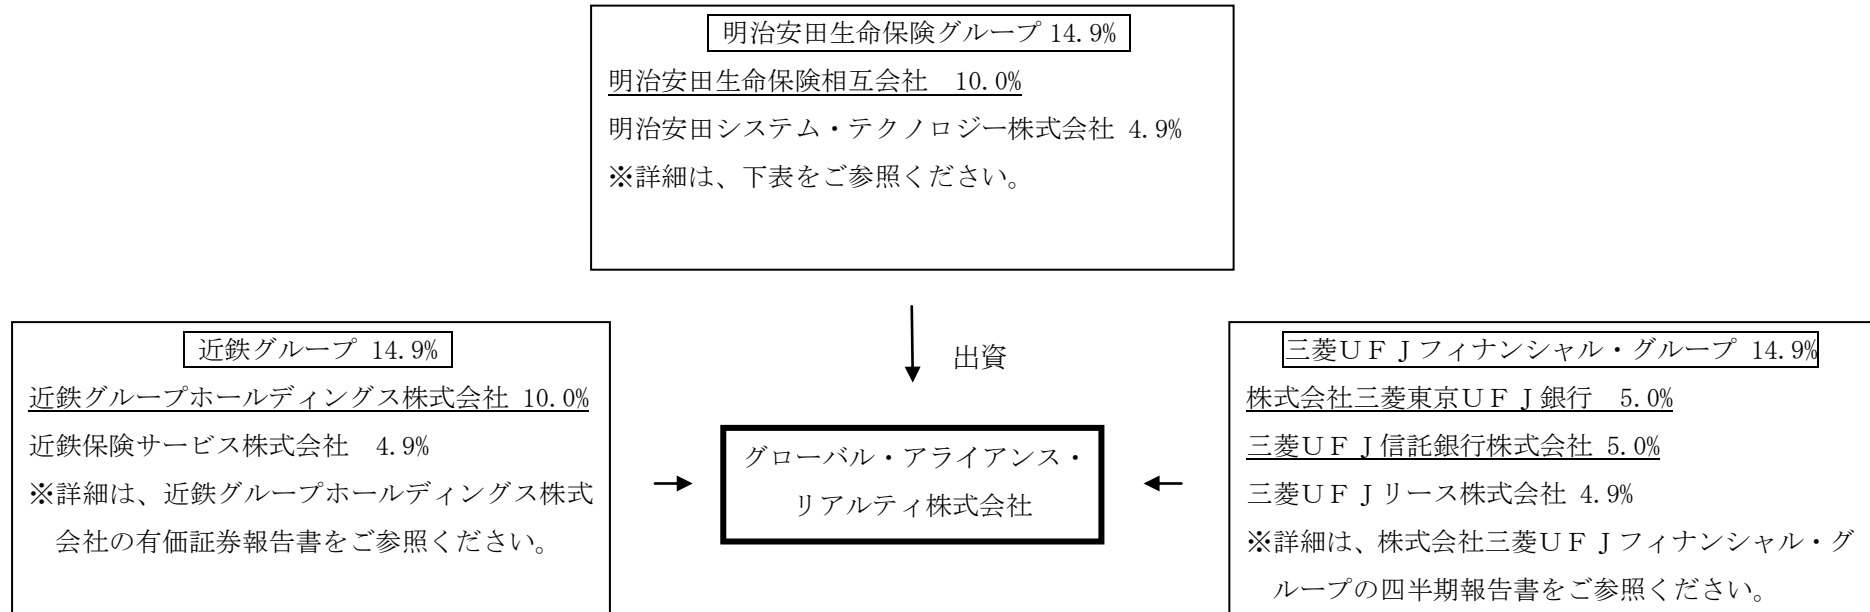 明治安田生命保険グループ 14.9%
明治安田生命保険相互会社　10.0%
明治安田システム・テクノロジー株式会社 4.9%
※詳細は、下表をご参照ください。
出資
近鉄グループ 14.9%
近鉄グループホールディングス株式会社 10.0%
近鉄保険サービス株式会社　4.9%
※詳細は、近鉄グループホールディングス株式
会社の有価証券報告書をご参照ください。
グローバル・アライアンス・
リアルティ株式会社
三菱ＵＦＪフィナンシャル・グループ 14.9%
株式会社三菱東京ＵＦＪ銀行　5.0%
三菱ＵＦＪ信託銀行株式会社 5.0%
三菱ＵＦＪリース株式会社 4.9%
※詳細は、株式会社三菱ＵＦＪフィナンシャル・グ
ループの四半期報告書をご参照ください。